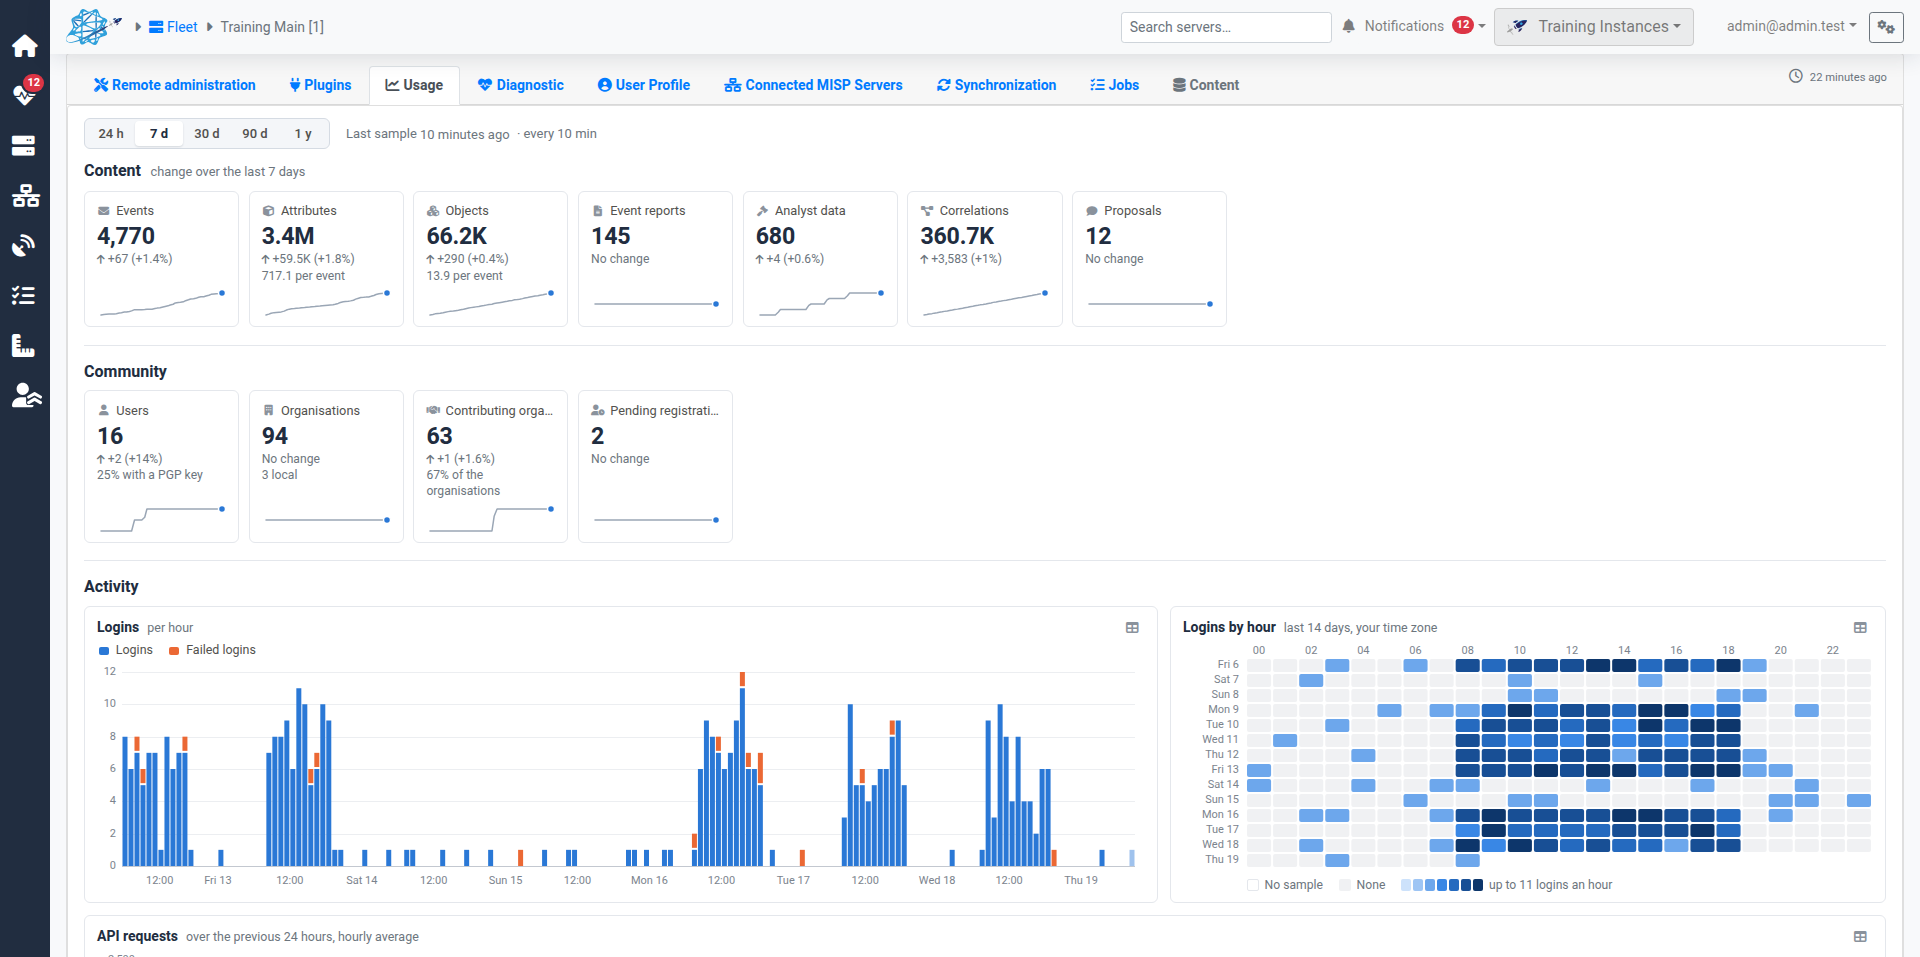 Fleet Training Main [1]
Search servers...
Notifications 12
Training Instances
admin@admin.test
12
Remote administration Plugins Usage Diagnostic User Profile Connected MISP Servers Synchronization Jobs Content
22 minutes ago
24 h 7 d 30 d 90 d 1 y Last sample 10 minutes ago · every 10 min
Content change over the last 7 days
Events
4,770
+67 (+1.4%)
Attributes
3.4M
+59.5K (+1.8%)
717.1 per event
Objects
66.2K
+290 (+0.4%)
13.9 per event
Event reports
145
No change
Analyst data
680
+4 (+0.6%)
Correlations
360.7K
+3,583 (+1%)
Proposals
12
No change
Community
Users
16
+2 (+14%)
25% with a PGP key
Organisations
94
No change
3 local
Contributing orga...
63
+1 (+1.6%)
67% of the
organisations
Pending registrati...
2
No change
Activity
Logins per hour
Logins Failed logins
12
10
8
6
4
2
0
12:00 Fri 13 12:00 Sat 14 12:00 Sun 15 12:00 Mon 16 12:00 Tue 17 12:00 Wed 18 12:00 Thu 19
Logins by hour last 14 days, your time zone
00 02 04 06 08 10 12 14 16 18 20 22
Fri 6
Sat 7
Sun 8
Mon 9
Tue 10
Wed 11
Thu 12
Fri 13
Sat 14
Sun 15
Mon 16
Tue 17
Wed 18
Thu 19
No sample None up to 11 logins an hour
API requests over the previous 24 hours, hourly average